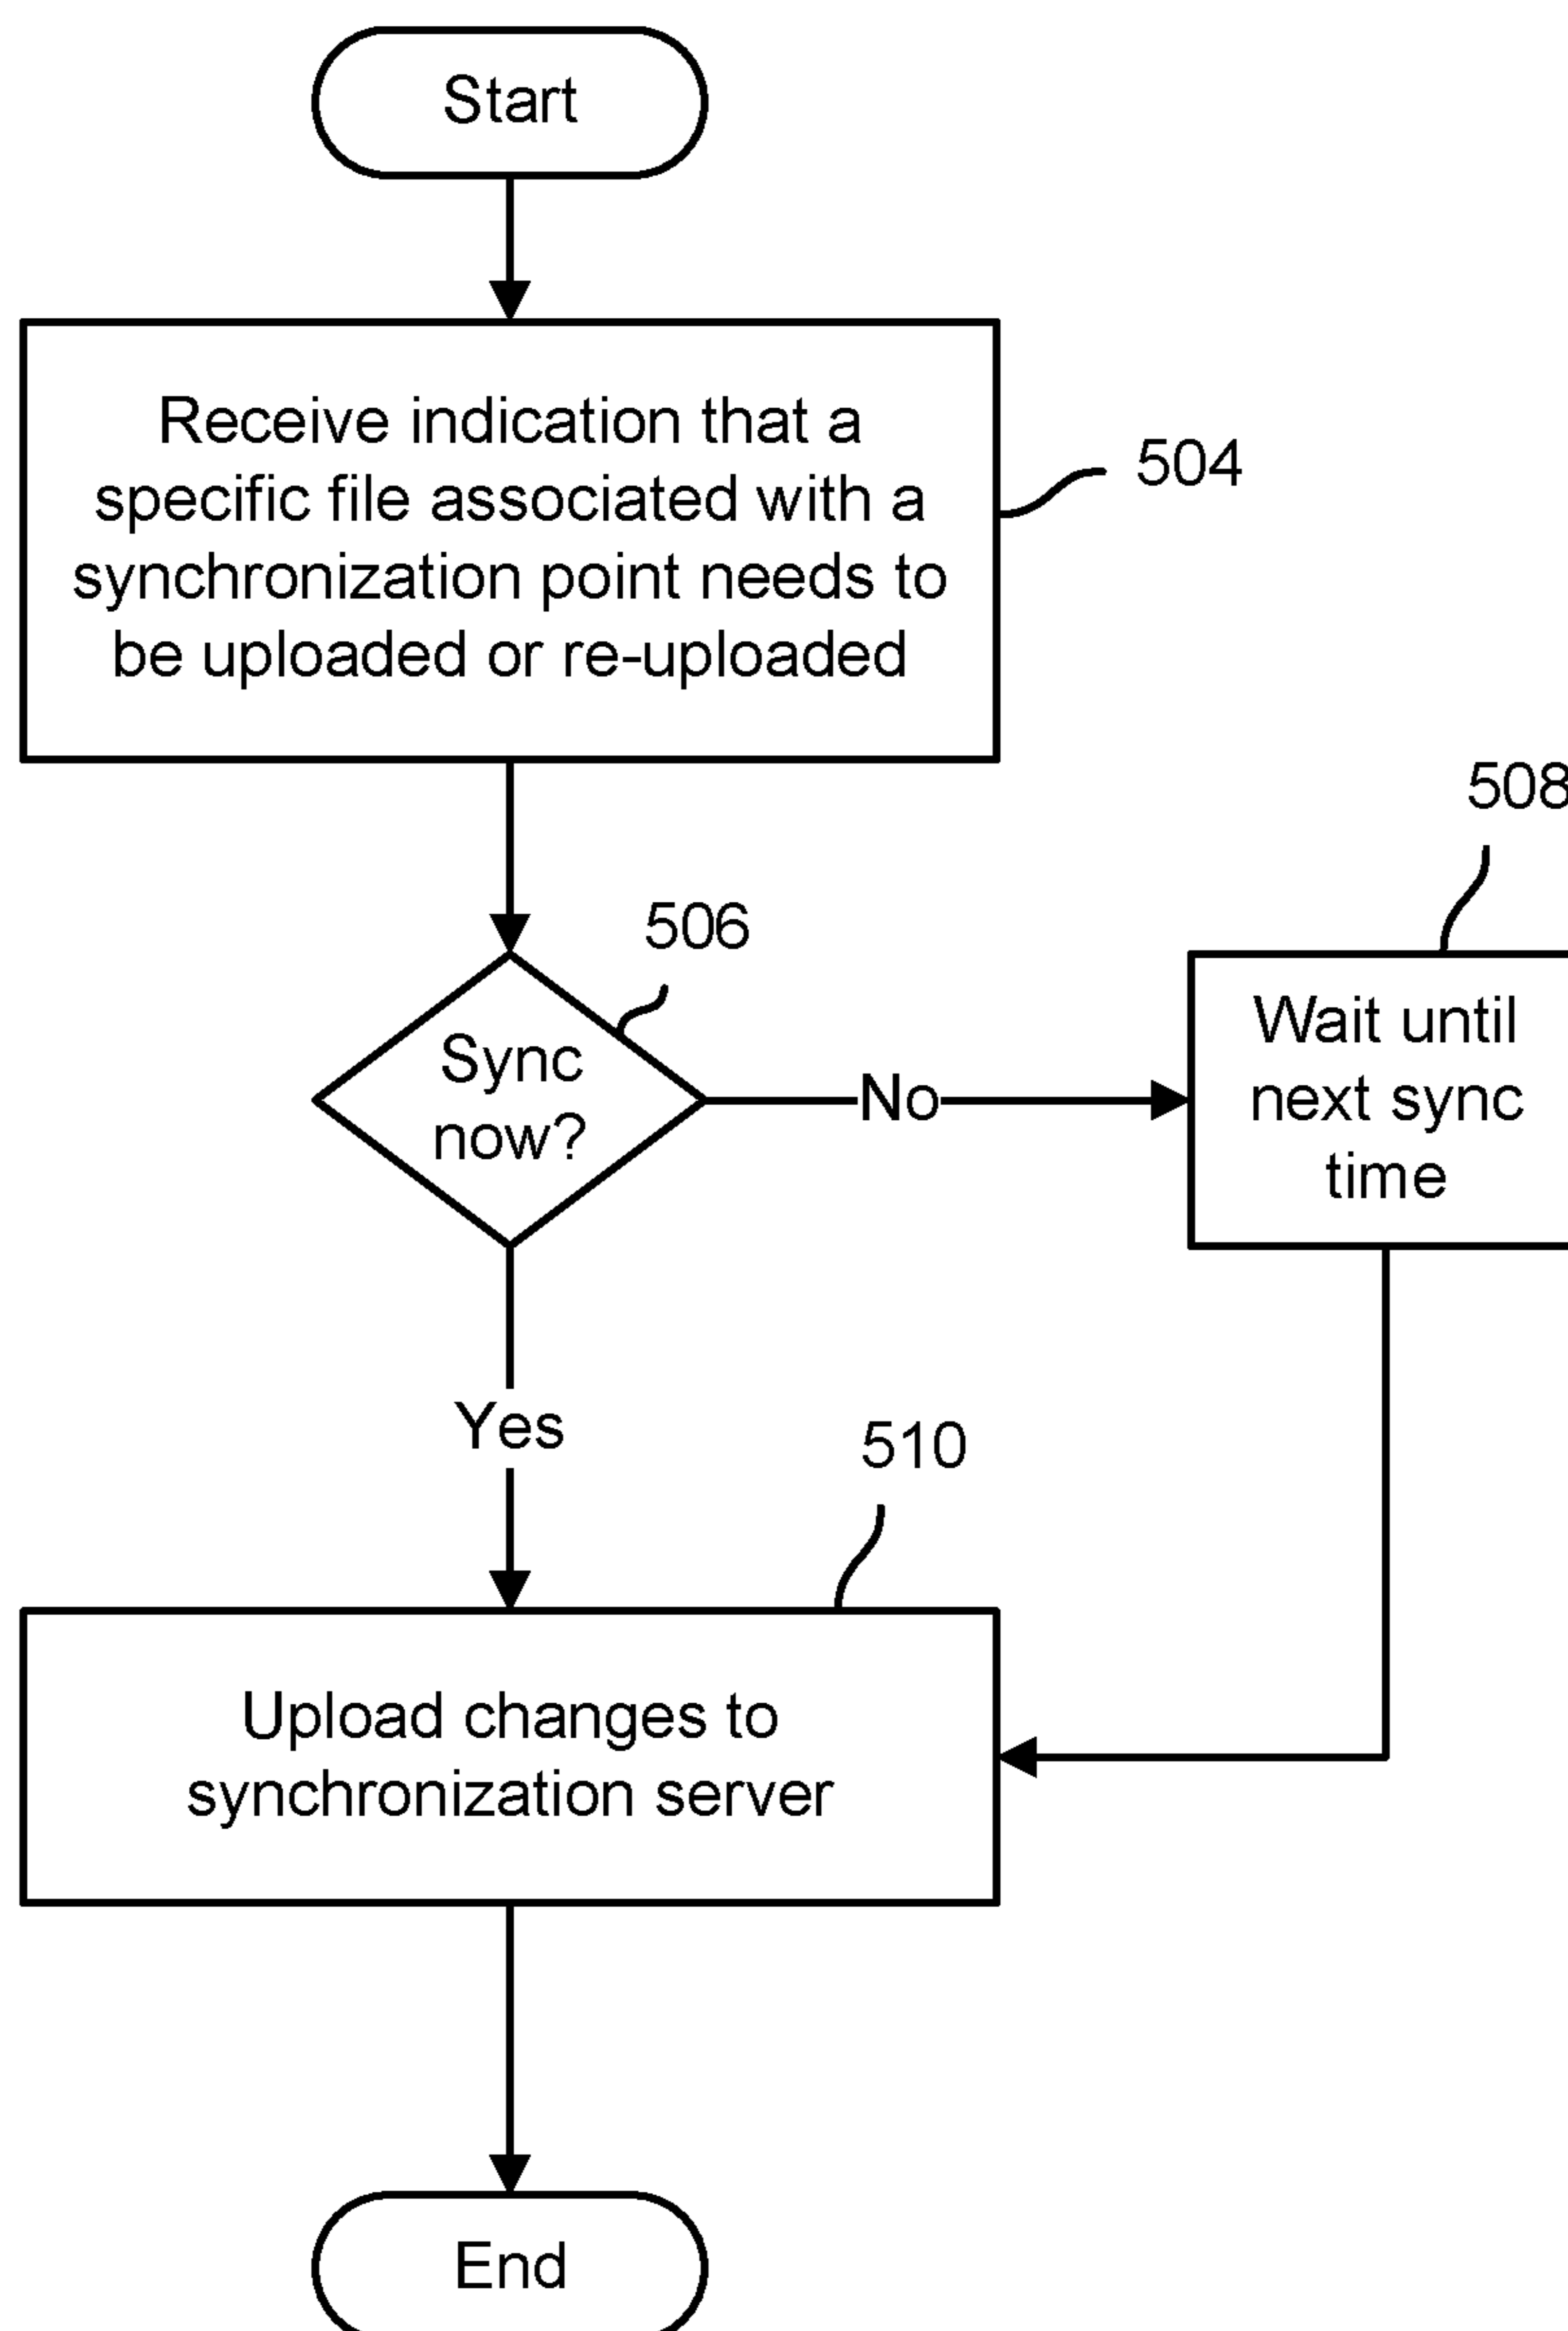 Start
Receive indication that a
specific file associated with a
synchronization point needs to
be uploaded or re-uploaded
504
506
Sync
now?
No
508
Wait until
next sync
time
Yes
510
Upload changes to
synchronization server
End